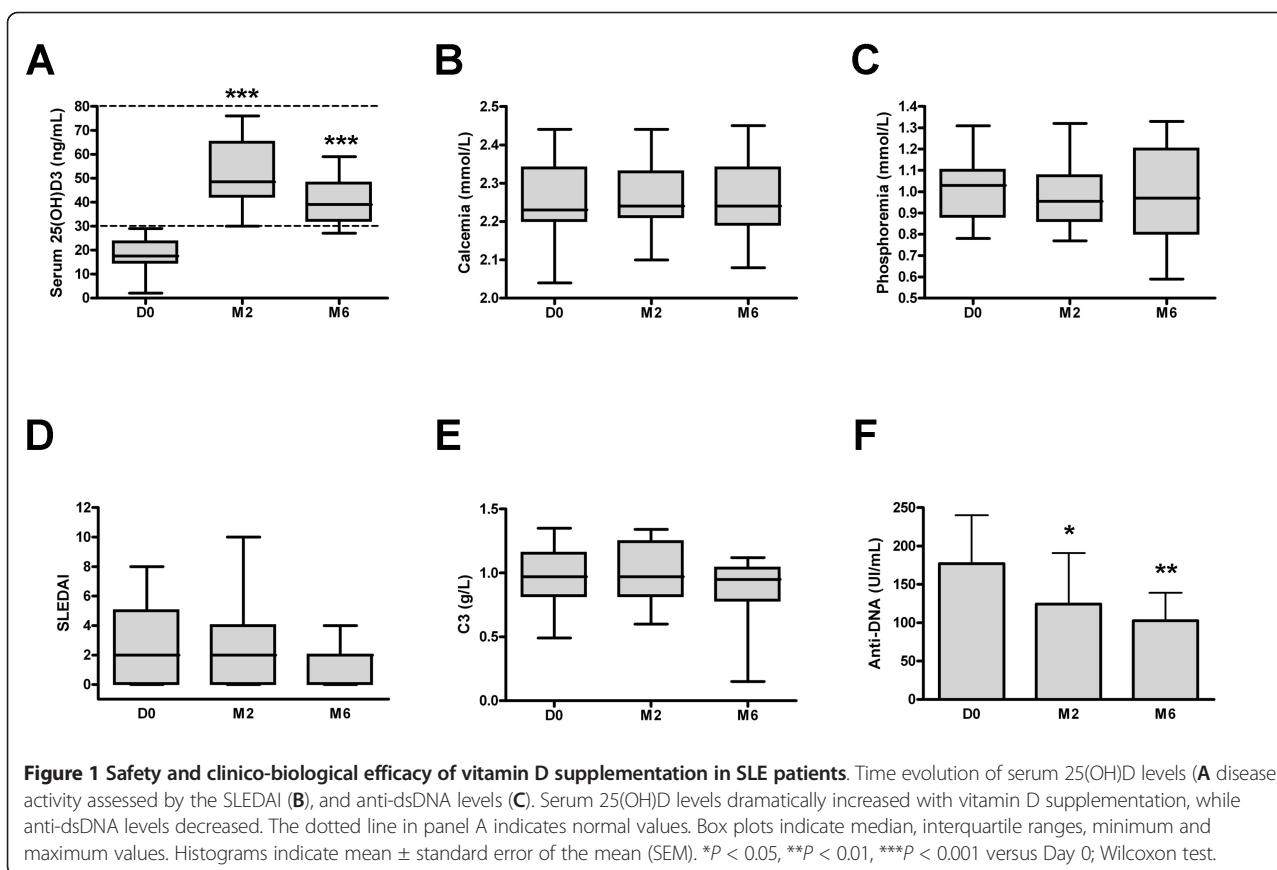 A
B
C
***
***
Serum 25(OH)D3 (ng/mL)
80
70
60
50
40
30
20
10
0
D0
M2
M6
Calcemia (mmol/L)
2.5
2.4
2.3
2.2
2.1
2.0
D0
M2
M6
Phosphoremia (mmol/L)
1.4
1.3
1.2
1.1
1.0
0.9
0.8
0.7
0.6
0.5
D0
M2
M6
D
E
F
SLEDAI
12
10
8
6
4
2
0
D0
M2
M6
C3 (g/L)
1.5
1.0
0.5
0.0
D0
M2
M6
Anti-DNA (UI/mL)
250
200
150
100
50
0
*
**
D0
M2
M6
Figure 1 Safety and clinico-biological efficacy of vitamin D supplementation in SLE patients. Time evolution of serum 25(OH)D levels (A disease
activity assessed by the SLEDAI (B), and anti-dsDNA levels (C). Serum 25(OH)D levels dramatically increased with vitamin D supplementation, while
anti-dsDNA levels decreased. The dotted line in panel A indicates normal values. Box plots indicate median, interquartile ranges, minimum and
maximum values. Histograms indicate mean ± standard error of the mean (SEM). *P < 0.05, **P < 0.01, ***P < 0.001 versus Day 0; Wilcoxon test.